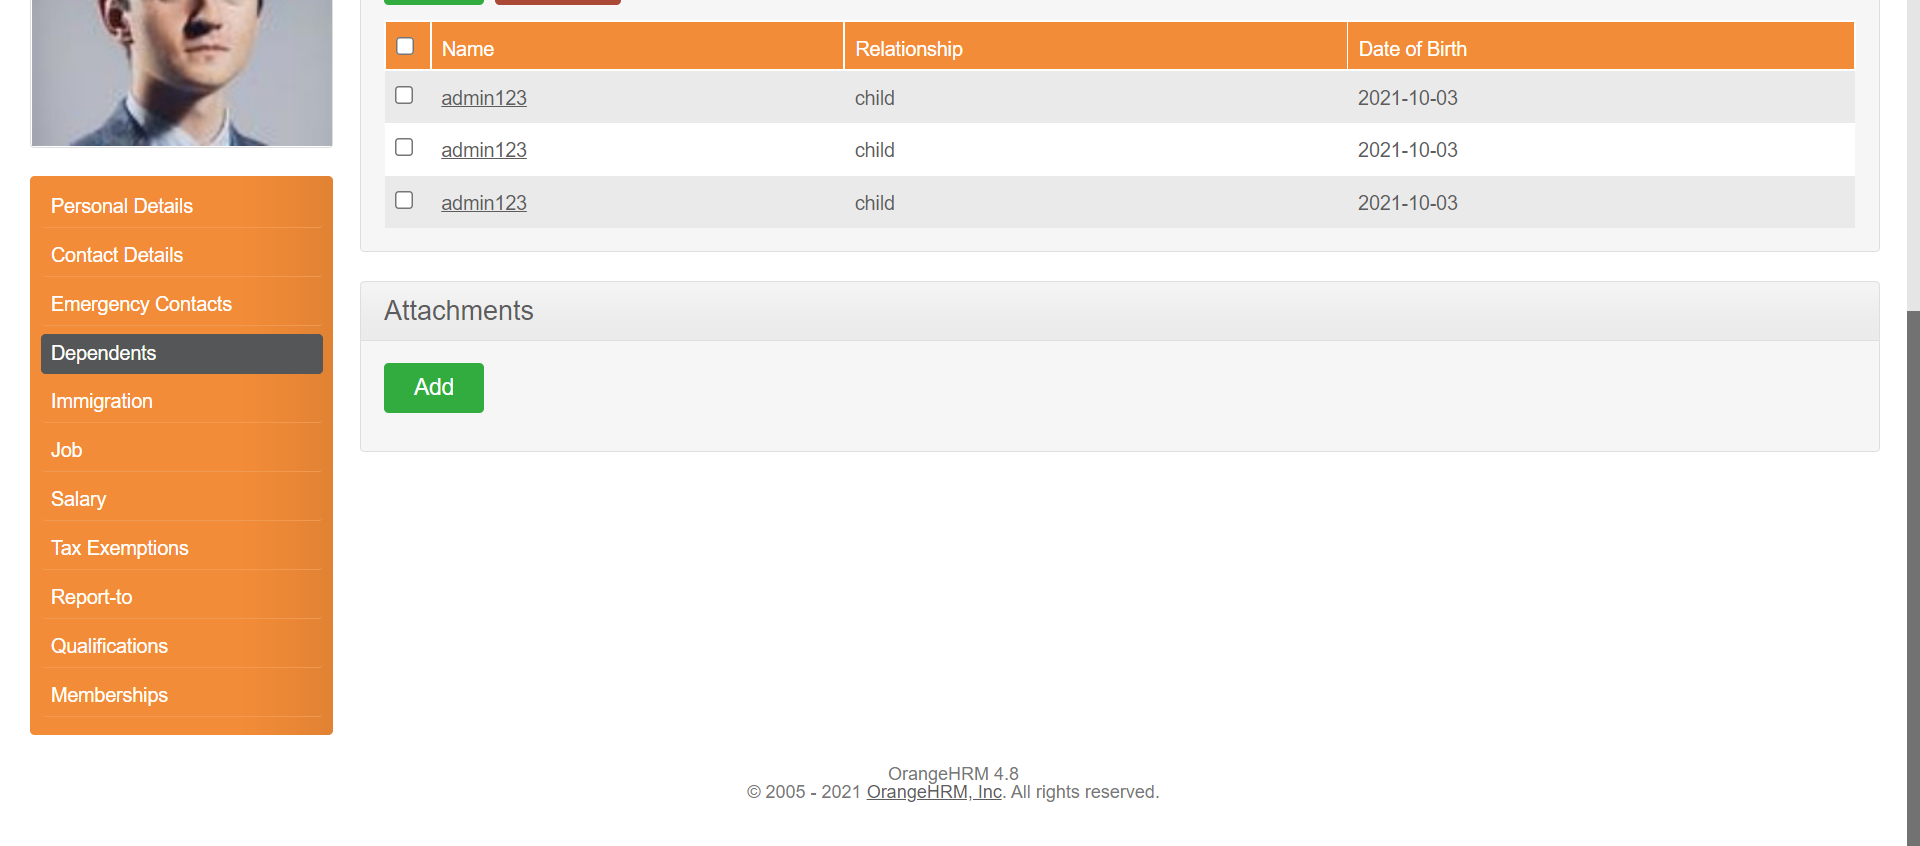 Name Relationship Date of Birth
admin123 child 2021-10-03
admin123 child 2021-10-03
admin123 child 2021-10-03
Personal Details
Contact Details
Emergency Contacts
Dependents
Immigration
Job
Salary
Tax Exemptions
Report-to
Qualifications
Memberships
Attachments
Add
OrangeHRM 4.8
© 2005 - 2021 OrangeHRM, Inc. All rights reserved.